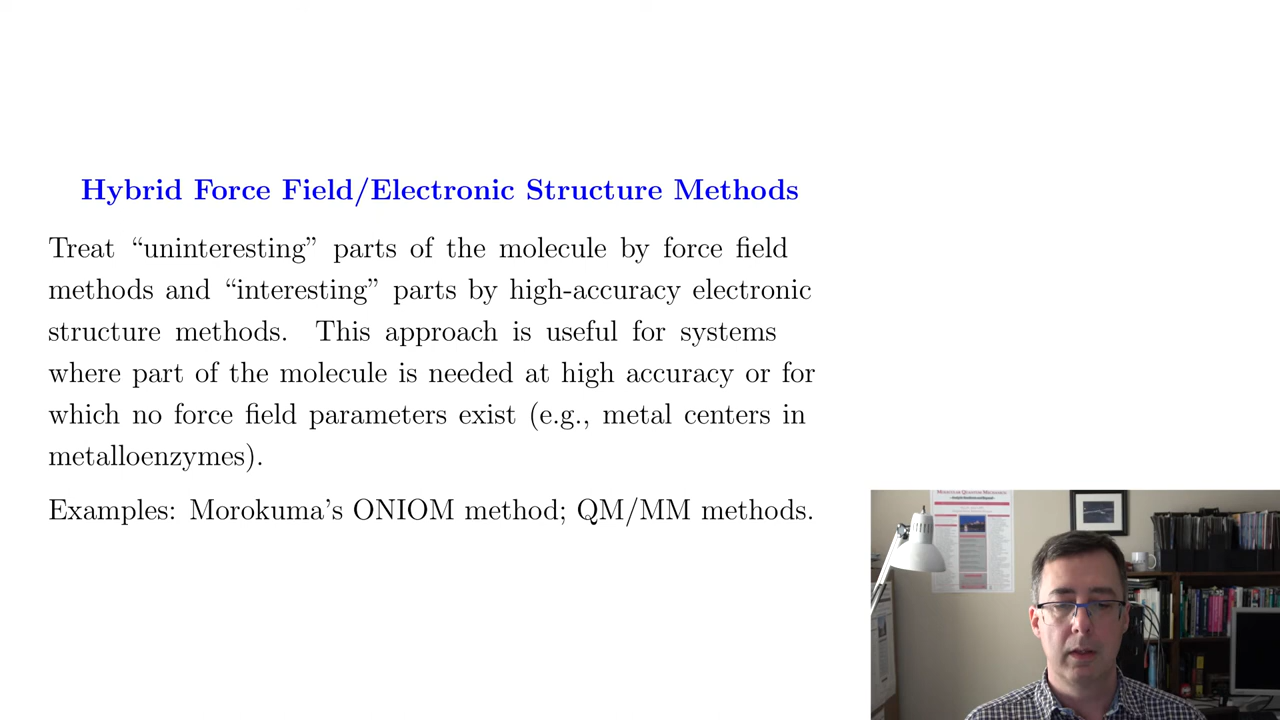 Hybrid Force Field/Electronic Structure Methods
Treat “uninteresting” parts of the molecule by force field
methods and “interesting” parts by high-accuracy electronic
structure methods. This approach is useful for systems
where part of the molecule is needed at high accuracy or for
which no force field parameters exist (e.g., metal centers in
metalloenzymes).
Examples: Morokuma’s ONIOM method; QM/MM methods.
MOLECULAR QUANTUM MECHANICS